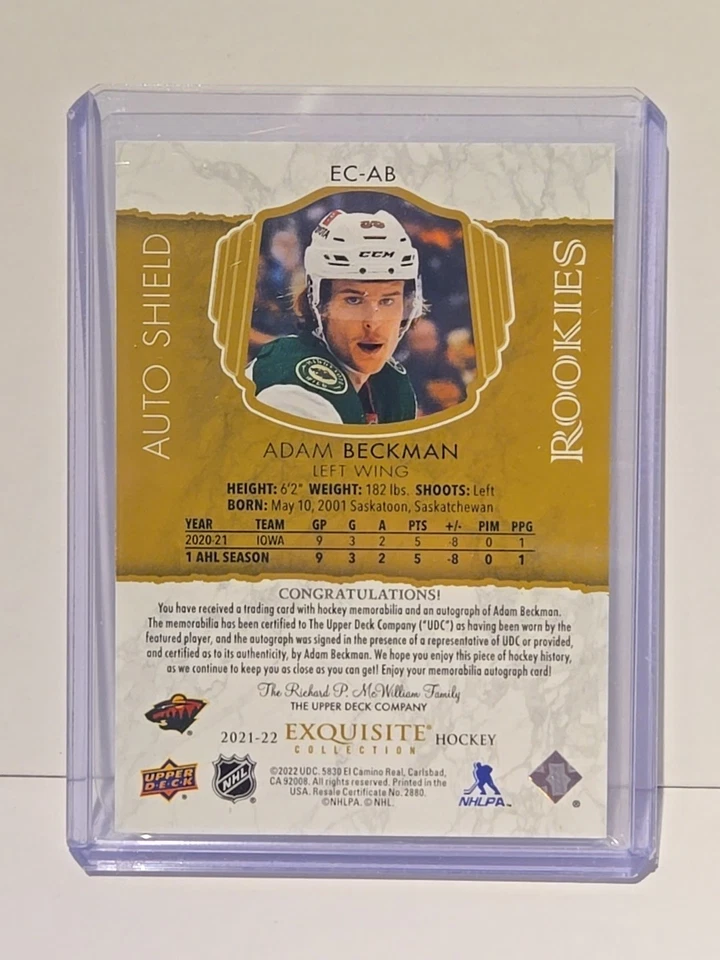 EC-AB
AUTO SHIELD
ROOKIES
CCM
ADAM BECKMAN
LEFT WING
HEIGHT: 6'2" WEIGHT: 182 lbs. SHOOTS: Left
BORN: May 10, 2001 Saskatoon, Saskatchewan
YEAR TEAM GP G A PTS +/- PIM PPG
2020-21 IOWA 9 3 2 5 -8 0 1
1 AHL SEASON 9 3 2 5 -8 0 1
CONGRATULATIONS!
You have received a trading card with hockey memorabilia and an autograph of Adam Beckman.
The memorabilia has been certified to The Upper Deck Company ("UDC") as having been worn by the
featured player, and the autograph was signed in the presence of a representative of UDC or provided,
and certified as to its authenticity, by Adam Beckman. We hope you enjoy this piece of hockey history,
as we continue to keep you as close as you can get! Enjoy your memorabilia autograph card!
The Richard P. McWilliam Family
THE UPPER DECK COMPANY
2021-22 EXQUISITE® HOCKEY
COLLECTION
UPPER
DECK
NHL
©2022 UDC. 5830 El Camino Real, Carlsbad,
CA 92008. All rights reserved. Printed in the
USA. Resale Certificate No. 2880.
©NHLPA. ©NHL.
NHLPA™